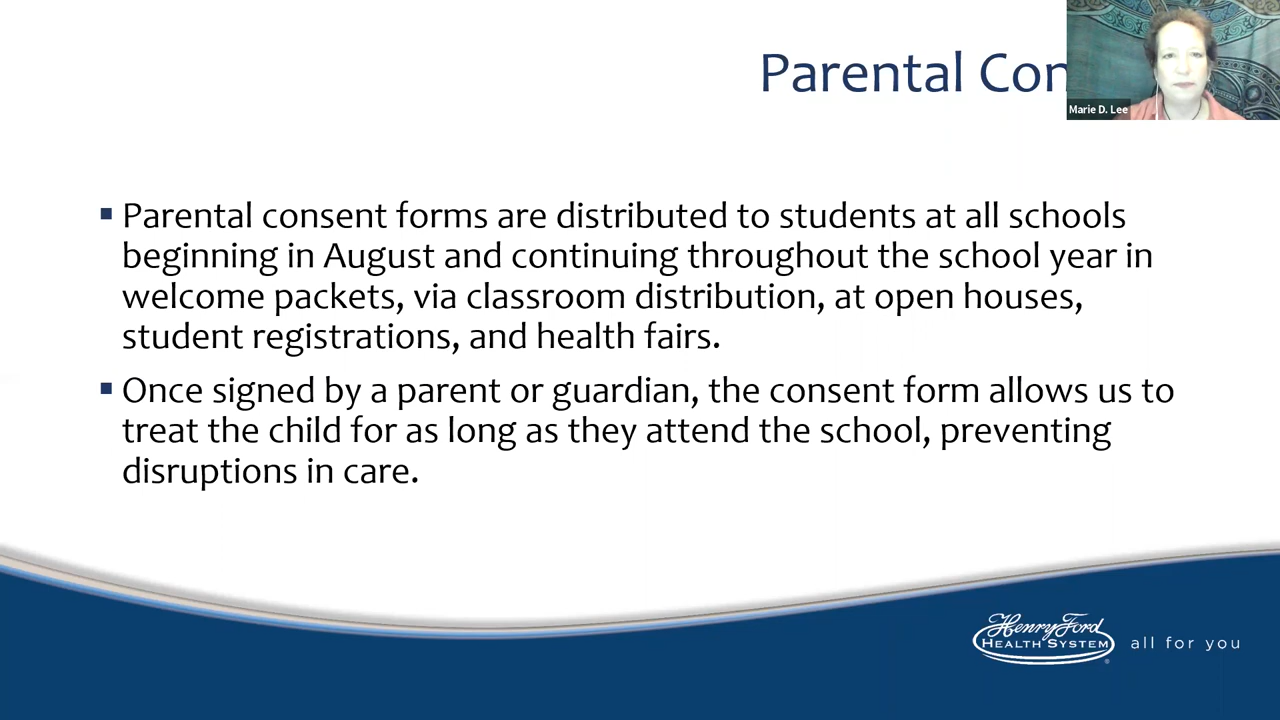 Parental Con
Marie D. Lee
Parental consent forms are distributed to students at all schools
beginning in August and continuing throughout the school year in
welcome packets, via classroom distribution, at open houses,
student registrations, and health fairs.
Once signed by a parent or guardian, the consent form allows us to
treat the child for as long as they attend the school, preventing
disruptions in care.
Henry Ford
HEALTH SYSTEM
all for you